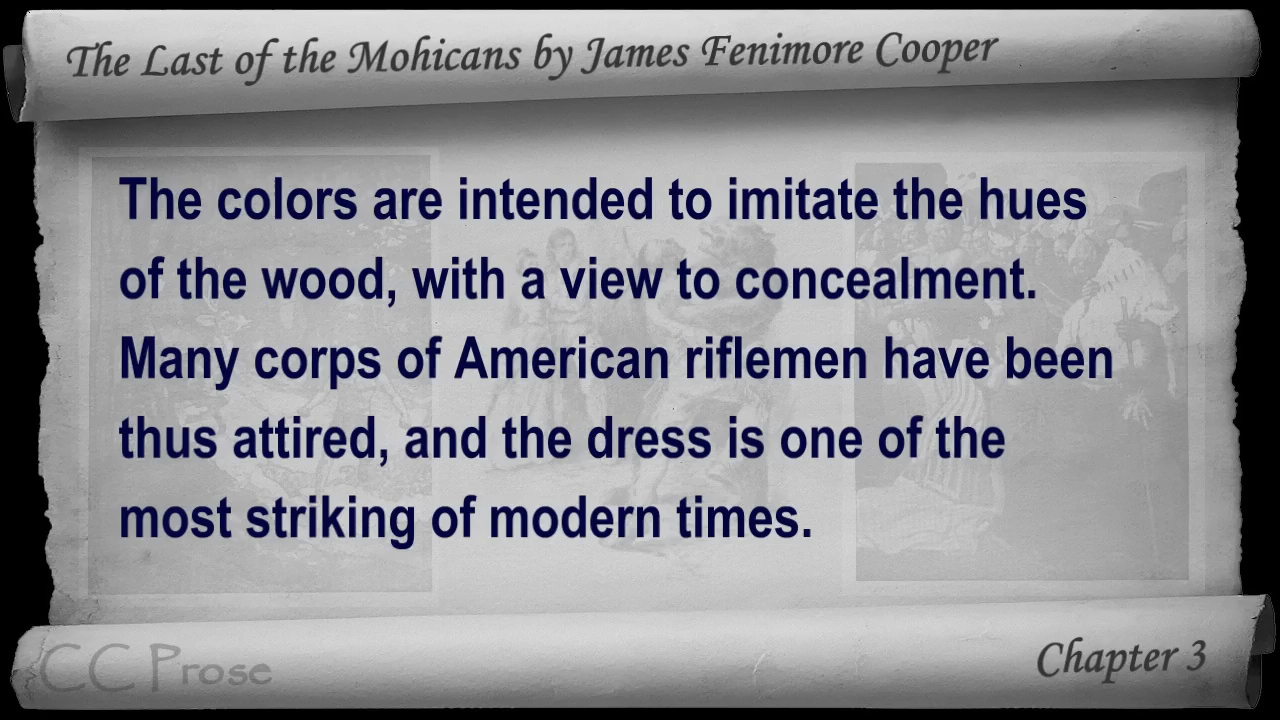 The Last of the Mohicans by James Fenimore Cooper
The colors are intended to imitate the hues
of the wood, with a view to concealment.
Many corps of American riflemen have been
thus attired, and the dress is one of the
most striking of modern times.
CC Prose
Chapter 3